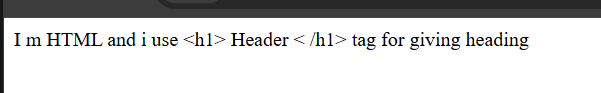 I m HTML and i use <h1> Header < /h1> tag for giving heading